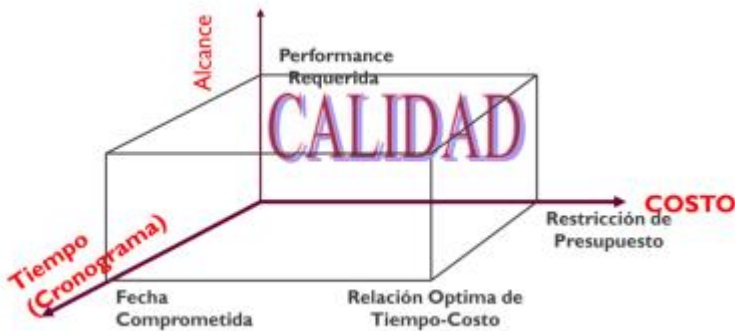 Alcance
Performance
Requerida
CALIDAD
COSTO
Restricción de
Presupuesto
Tiempo
(Cronograma)
Fecha
Comprometida
Relación Optima de
Tiempo-Costo